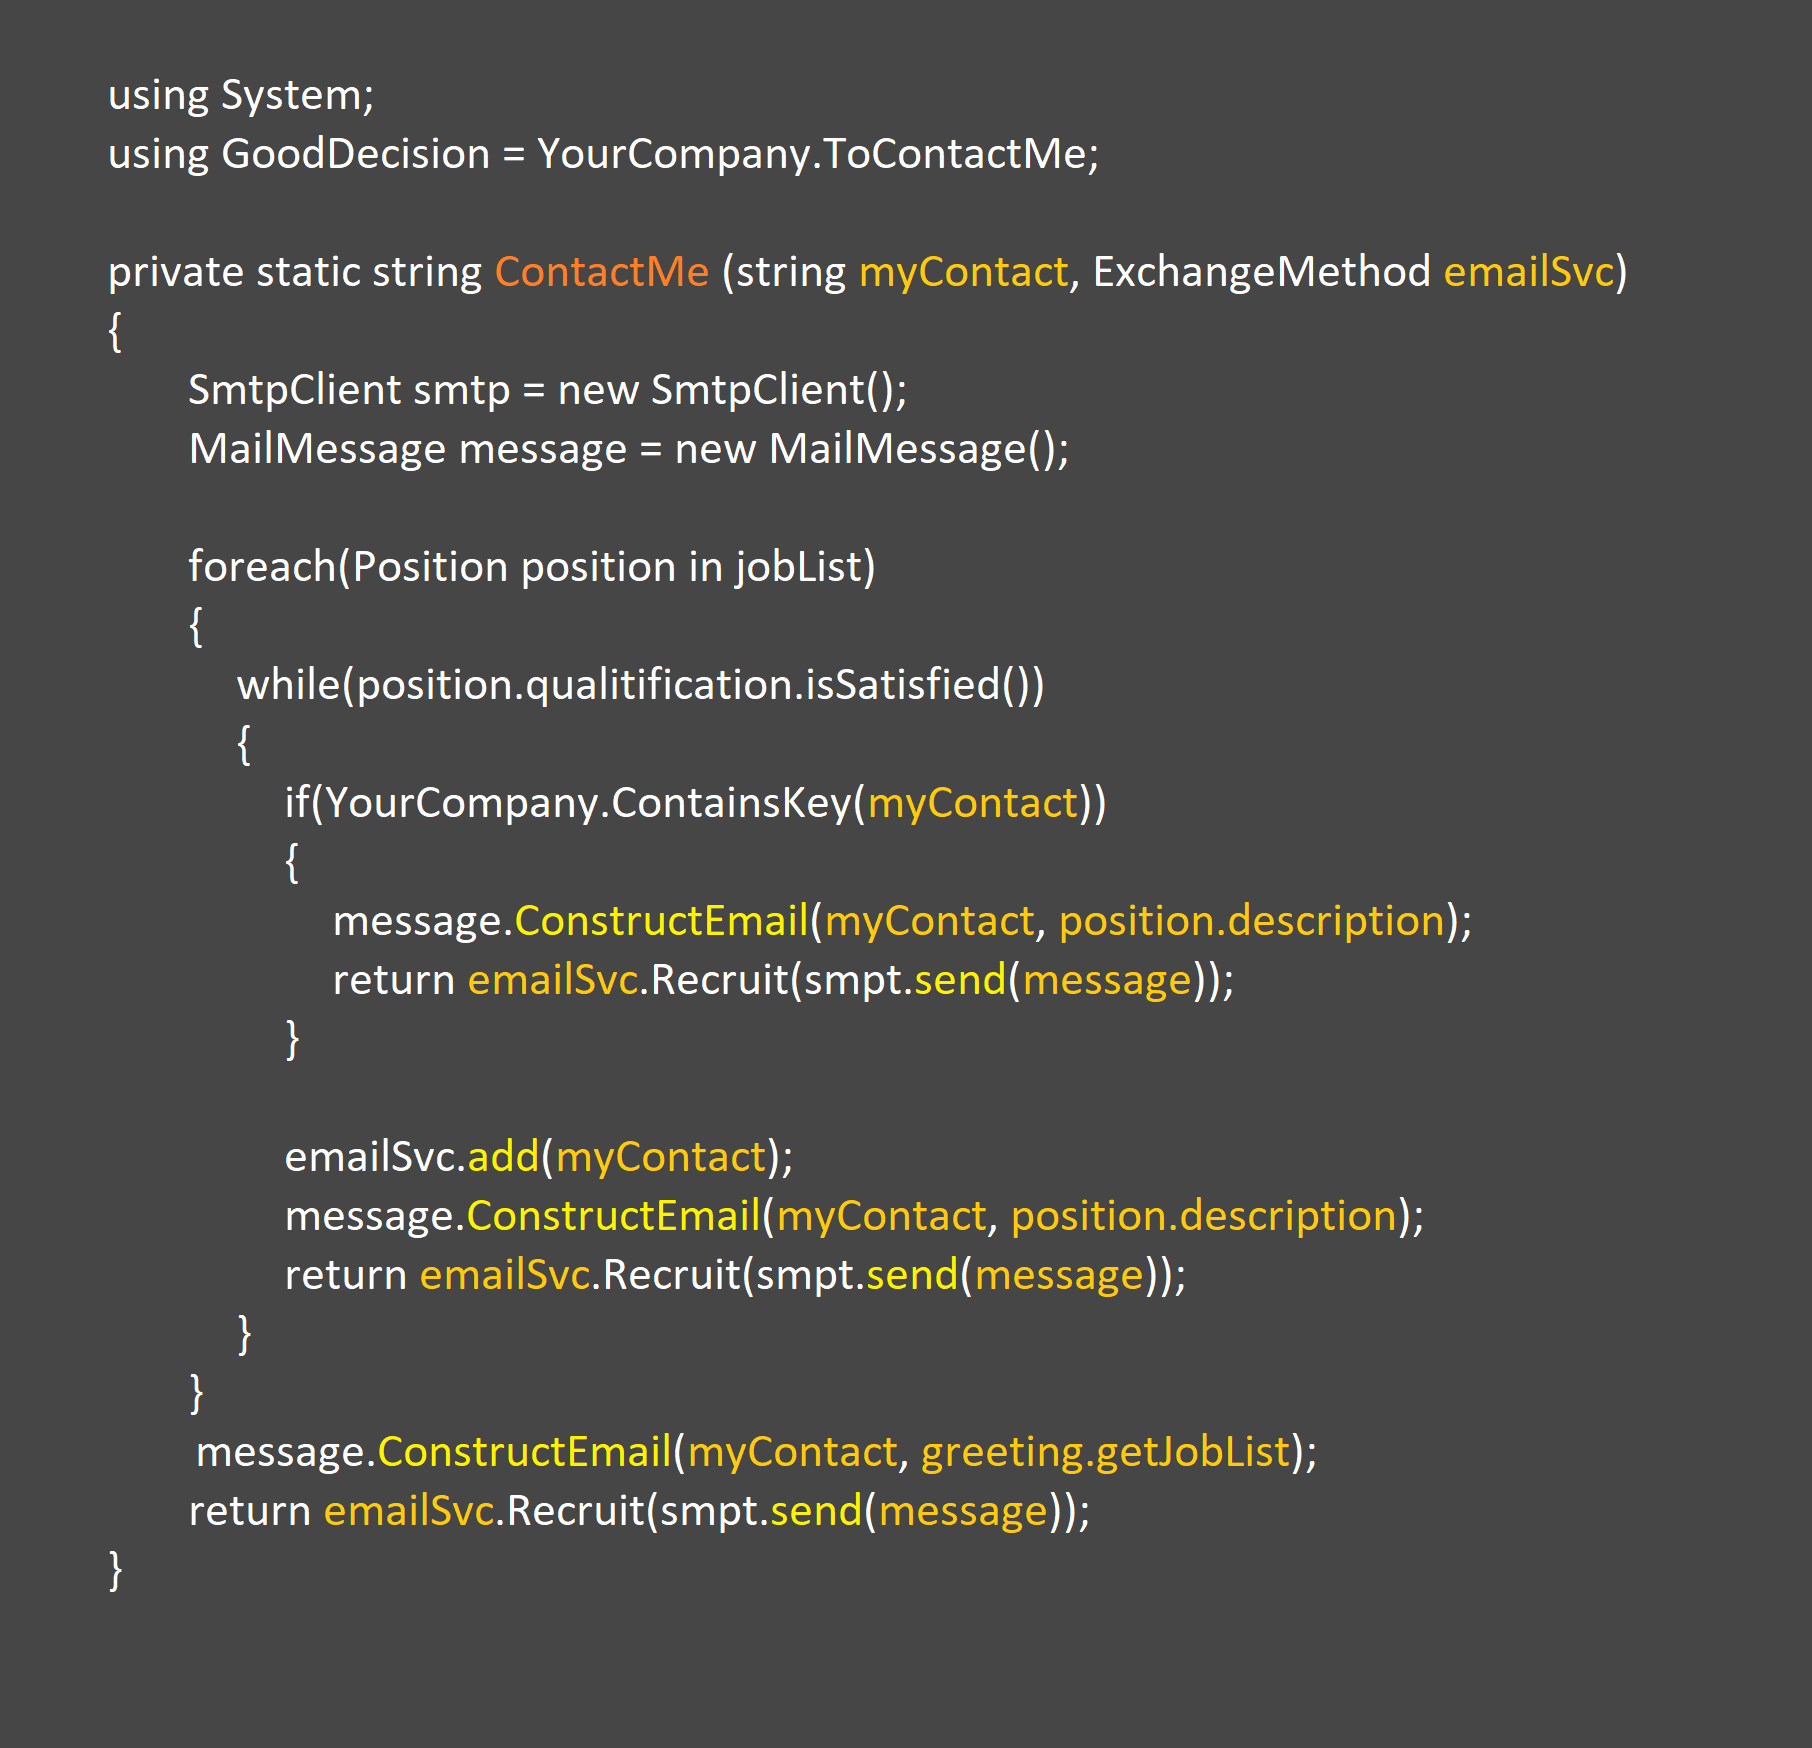 using System;
using GoodDecision = YourCompany.ToContactMe;
private static string ContactMe (string myContact, ExchangeMethod emailSvc)
{
SmtpClient smtp = new SmtpClient();
MailMessage message = new MailMessage();
foreach(Position position in jobList)
{
while(position.qualitification.isSatisfied())
{
if(YourCompany.ContainsKey(myContact))
{
message.ConstructEmail(myContact, position.description);
return emailSvc.Recruit(smpt.send(message));
}
emailSvc.add(myContact);
message.ConstructEmail(myContact, position.description);
return emailSvc.Recruit(smpt.send(message));
}
}
message.ConstructEmail(myContact, greeting.getJobList);
return emailSvc.Recruit(smpt.send(message));
}